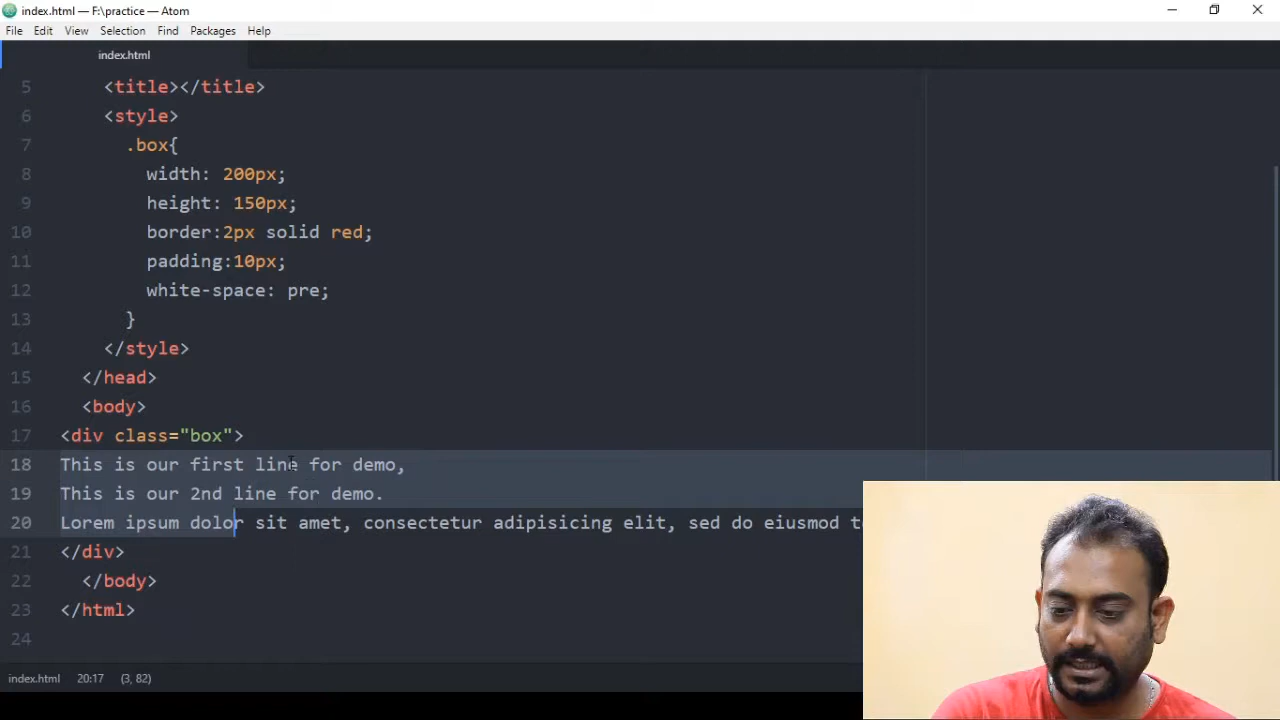 index.html — F:\practice — Atom
File Edit View Selection Find Packages Help
index.html
5 <title></title>
6 <style>
7 .box{
8 width: 200px;
9 height: 150px;
10 border:2px solid red;
11 padding:10px;
12 white-space: pre;
13 }
14 </style>
15 </head>
16 <body>
17 <div class="box">
18 This is our first line for demo,
19 This is our 2nd line for demo.
20 Lorem ipsum dolor sit amet, consectetur adipisicing elit, sed do eiusmod
21 </div>
22 </body>
23 </html>
24
index.html 20:17 (3, 82)